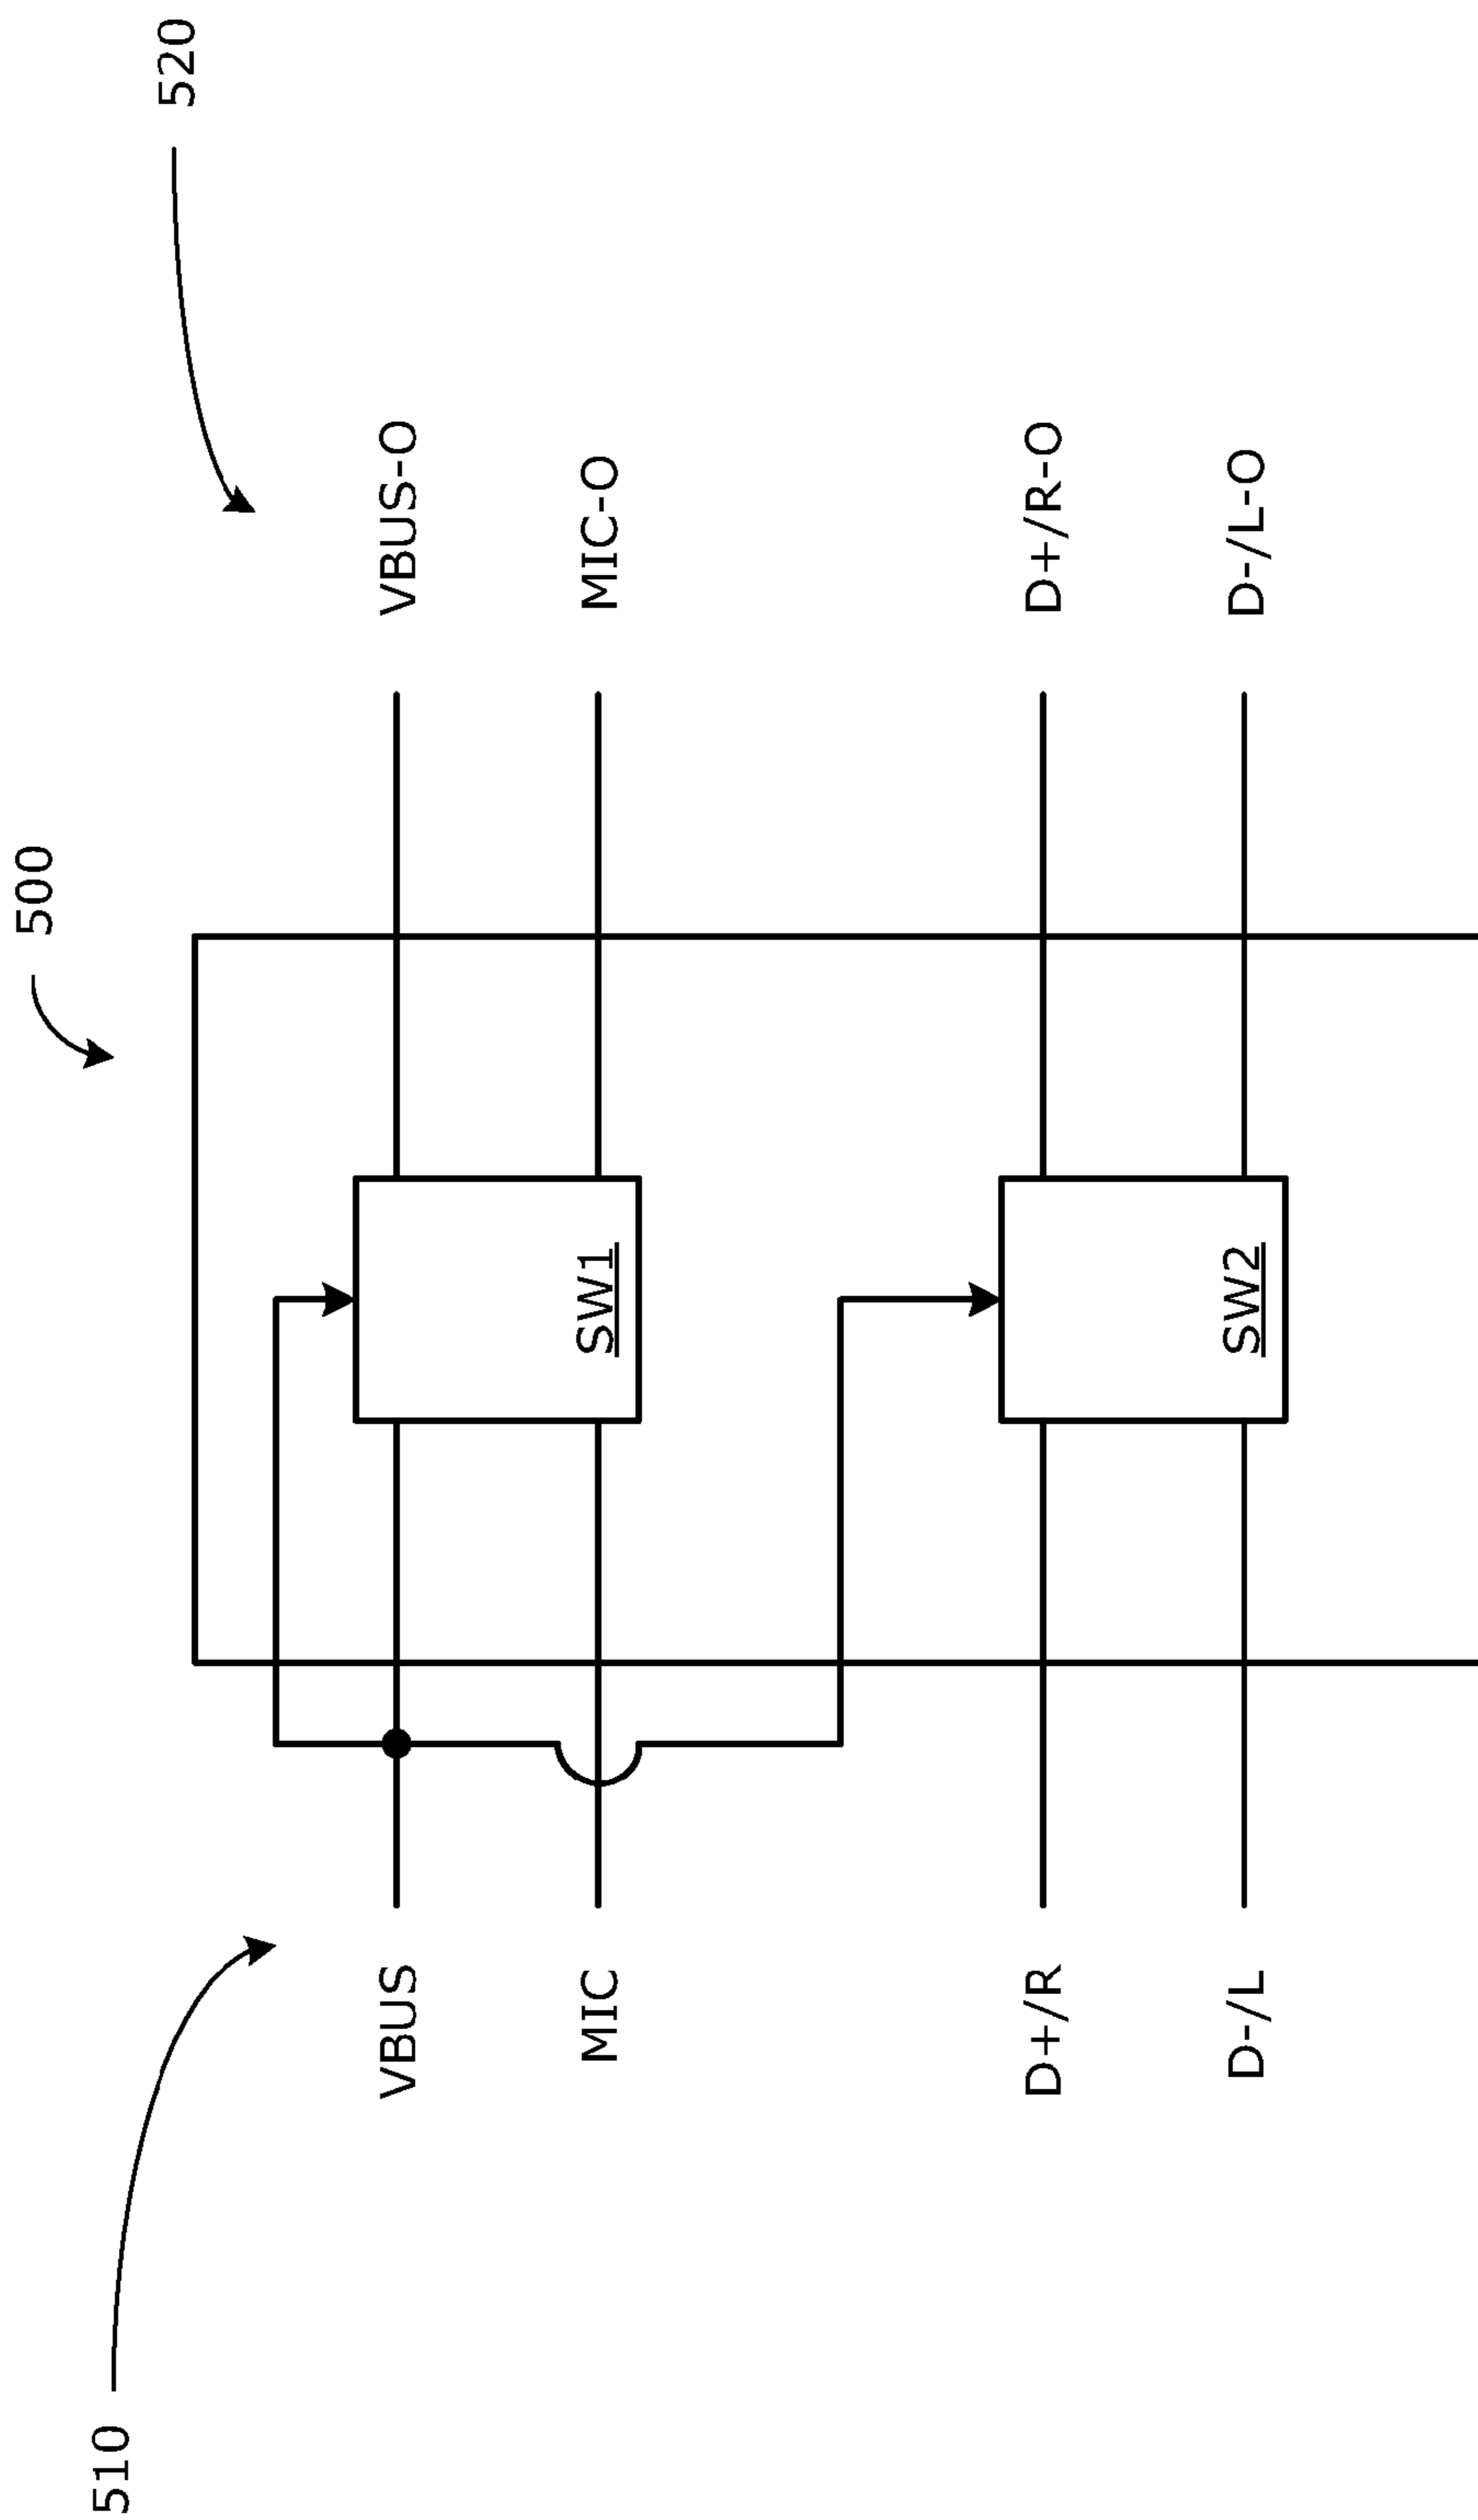 500
510
520
VBUS
VBUS-O
MIC
MIC-O
SW1
D+/R
D+/R-O
D-/L
D-/L-O
SW2